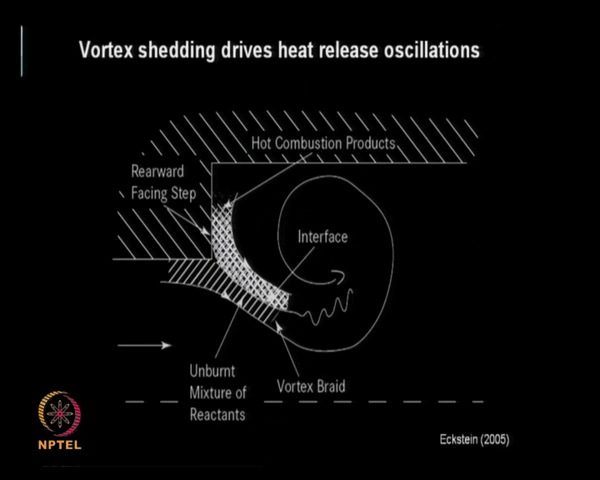 Vortex shedding drives heat release oscillations
Hot Combustion Products
Rearward
Facing Step
Interface
Unburnt
Mixture of
Reactants
Vortex Braid
NPTEL
Eckstein (2005)